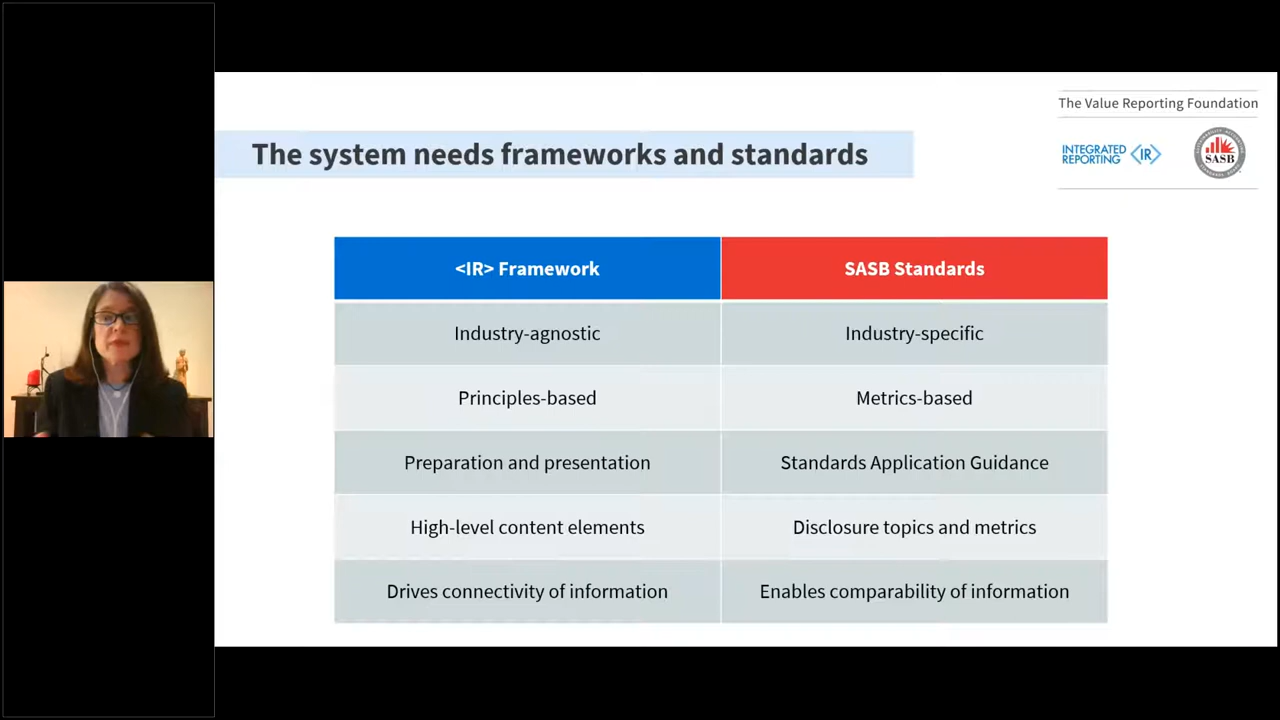 The Value Reporting Foundation
INTEGRATED
REPORTING <IR>
SASB
The system needs frameworks and standards
<IR> Framework
SASB Standards
Industry-agnostic
Industry-specific
Principles-based
Metrics-based
Preparation and presentation
Standards Application Guidance
High-level content elements
Disclosure topics and metrics
Drives connectivity of information
Enables comparability of information